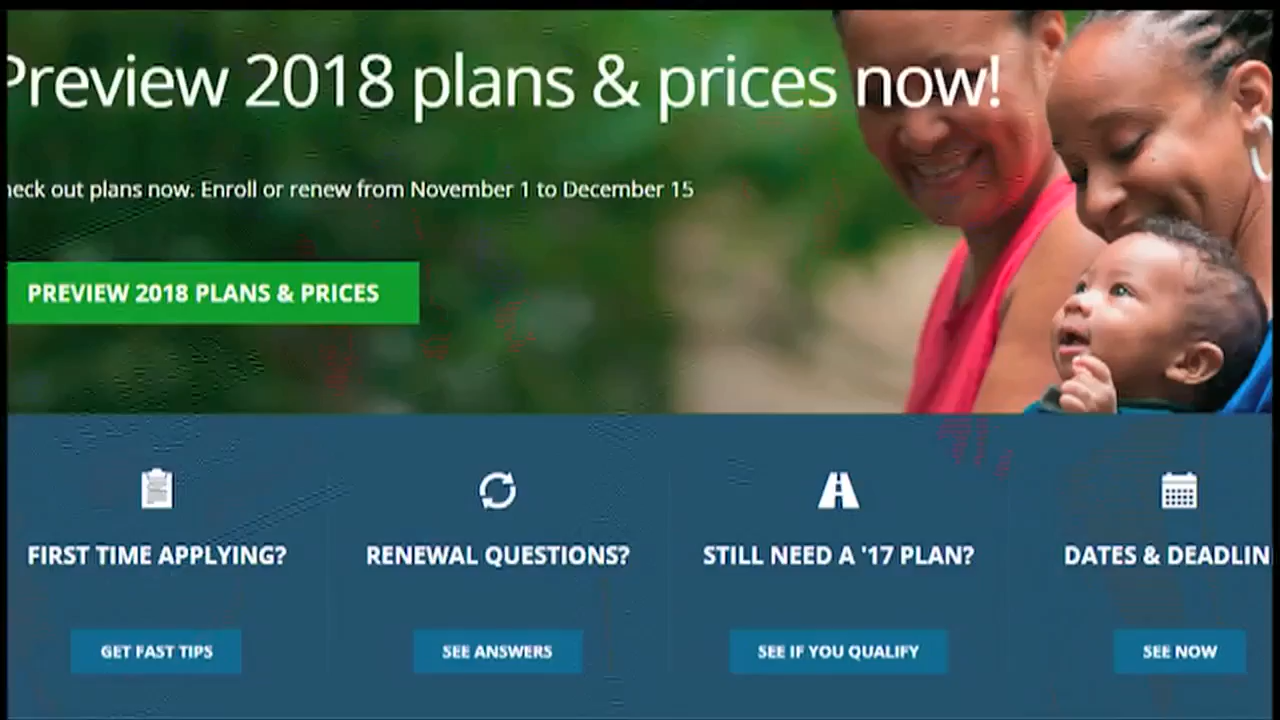 Preview 2018 plans & prices now!
heck out plans now. Enroll or renew from November 1 to December 15
PREVIEW 2018 PLANS & PRICES
FIRST TIME APPLYING?
RENEWAL QUESTIONS?
STILL NEED A '17 PLAN?
DATES & DEADLIN
GET FAST TIPS
SEE ANSWERS
SEE IF YOU QUALIFY
SEE NOW